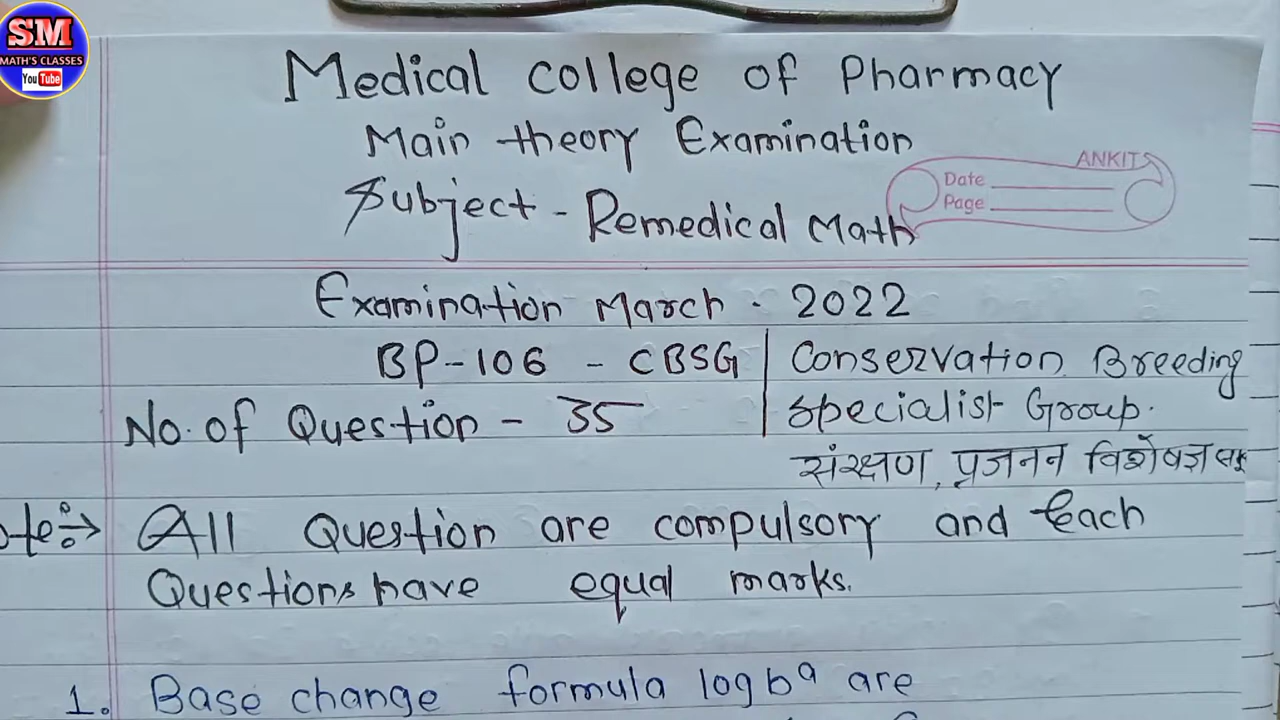 SM
MATH'S CLASSES
YouTube
Medical college of Pharmacy
Main theory Examination
ANKIT
Date
Page
Subject - Remedical Math
Examination March - 2022
BP-106 - CBSG | Conservation Breeding
No. of Question - 35
specialist Group.
संरक्षण, प्रजनन विशेषज्ञ
All Question are compulsory and Each
Questions have equal marks.
1. Base change formula log b^a are